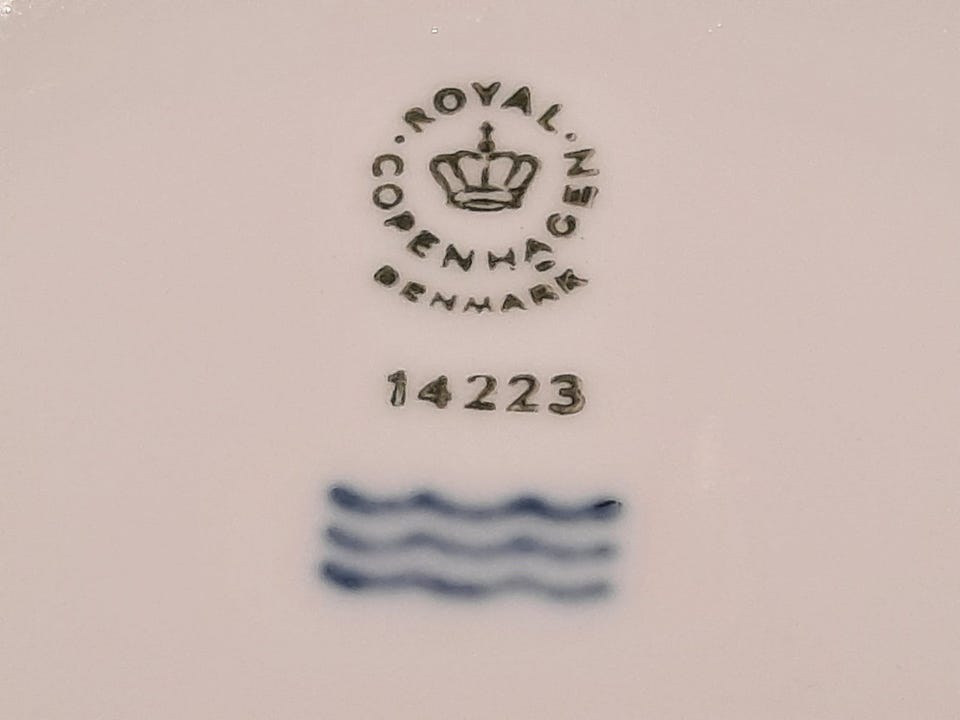 ROYAL
COPENHAGEN
DENMARK
14223